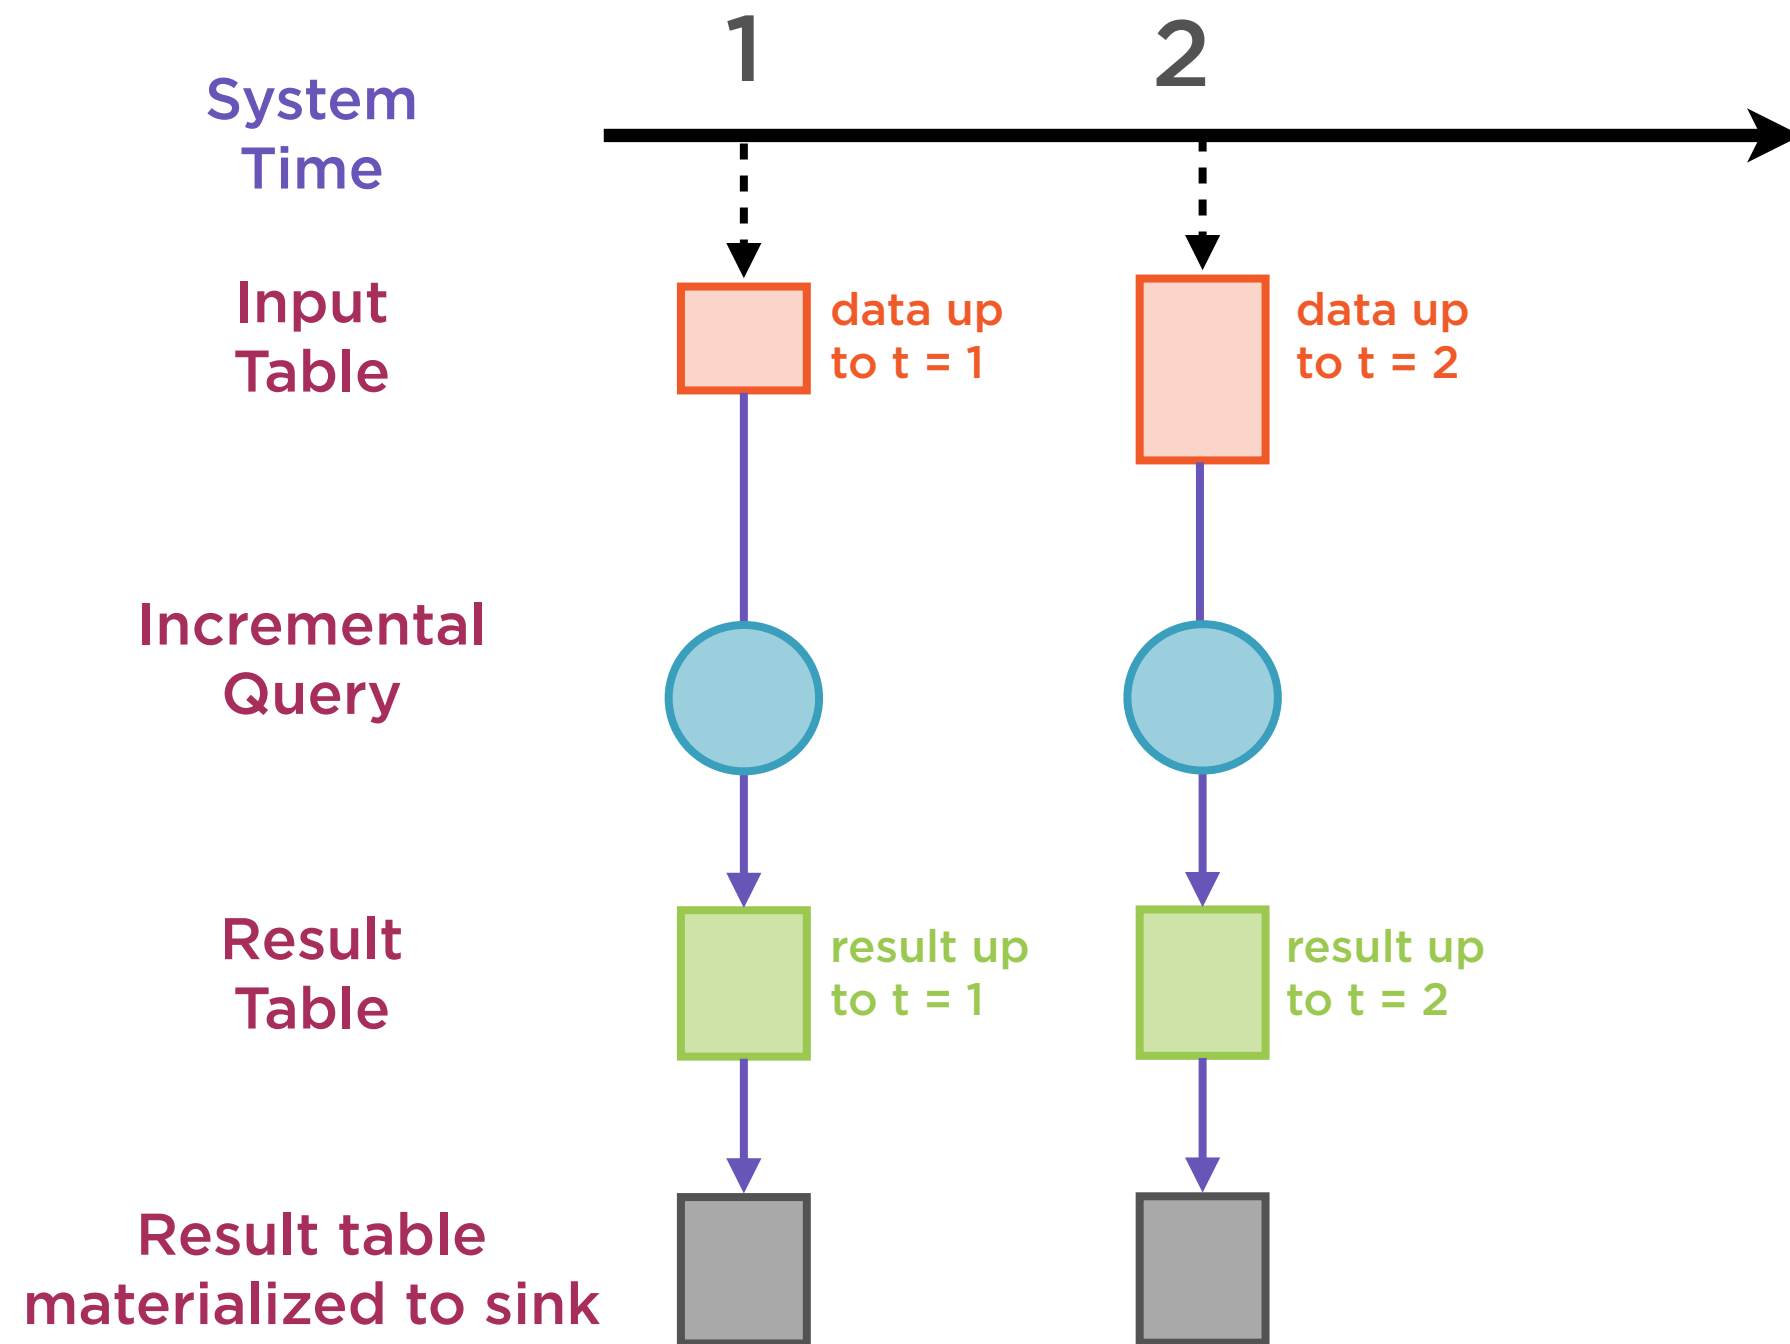 1
2
System
Time
Input
Table
data up
to t = 1
data up
to t = 2
Incremental
Query
Result
Table
result up
to t = 1
result up
to t = 2
Result table
materialized to sink